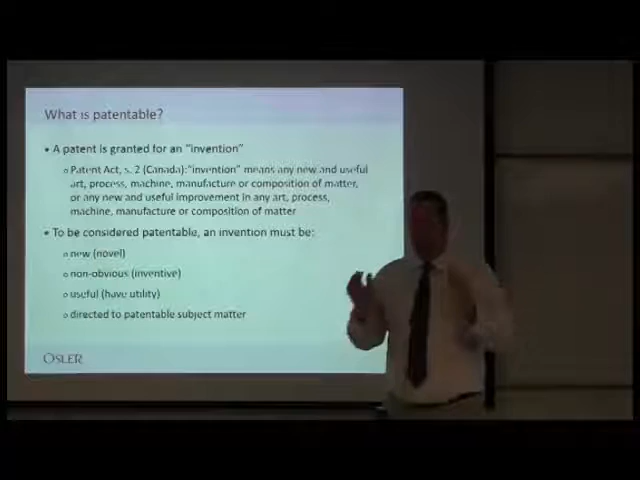 What is patentable?
• A patent is granted for an “invention”
o Patent Act, s. 2 (Canada):“invention” means any new and useful
art, process, machine, manufacture or composition of matter,
or any new and useful improvement in any art, process,
machine, manufacture or composition of matter
• To be considered patentable, an invention must be:
o new (novel)
o non-obvious (inventive)
o useful (have utility)
o directed to patentable subject matter
OSLER